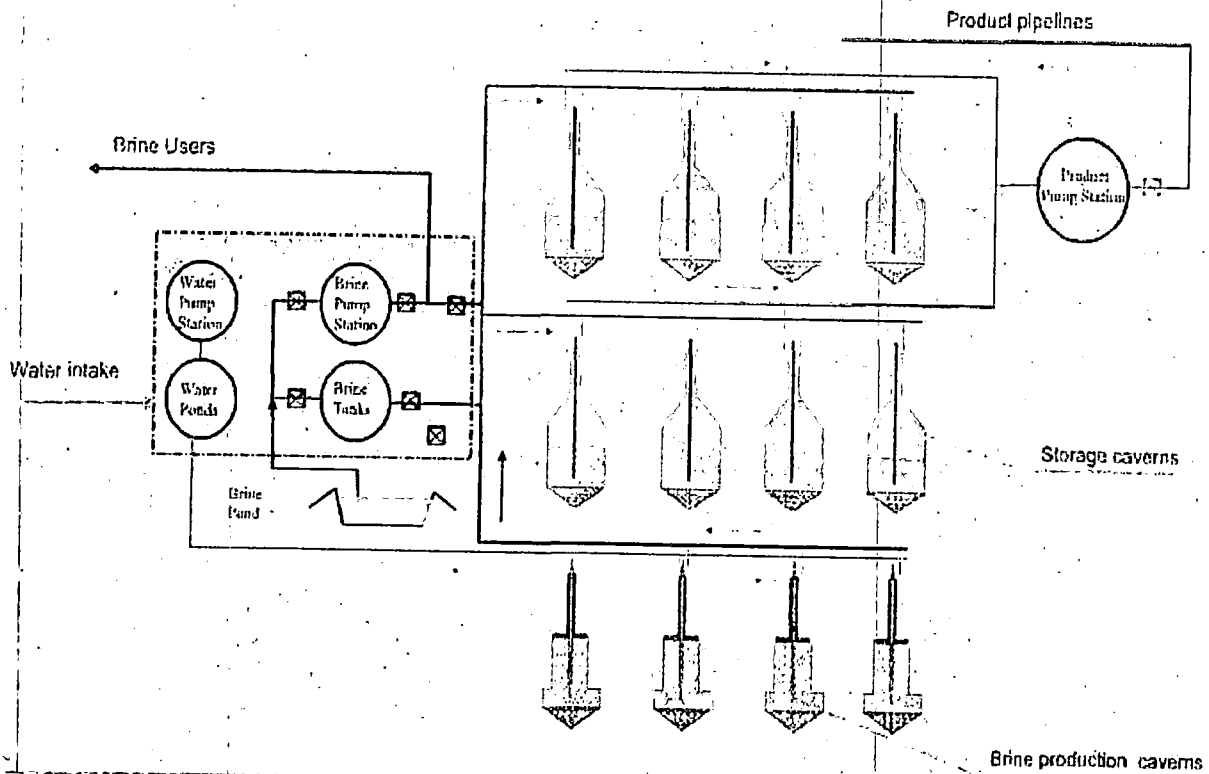 Product pipelines
Brine Users
Product
Pump Station
Water
Pump
Station
Brine
Pump
Station
Water intake
Water
Ponds
Brine
Tanks
Storage caverns
Brine
Pond
Brine production caverns